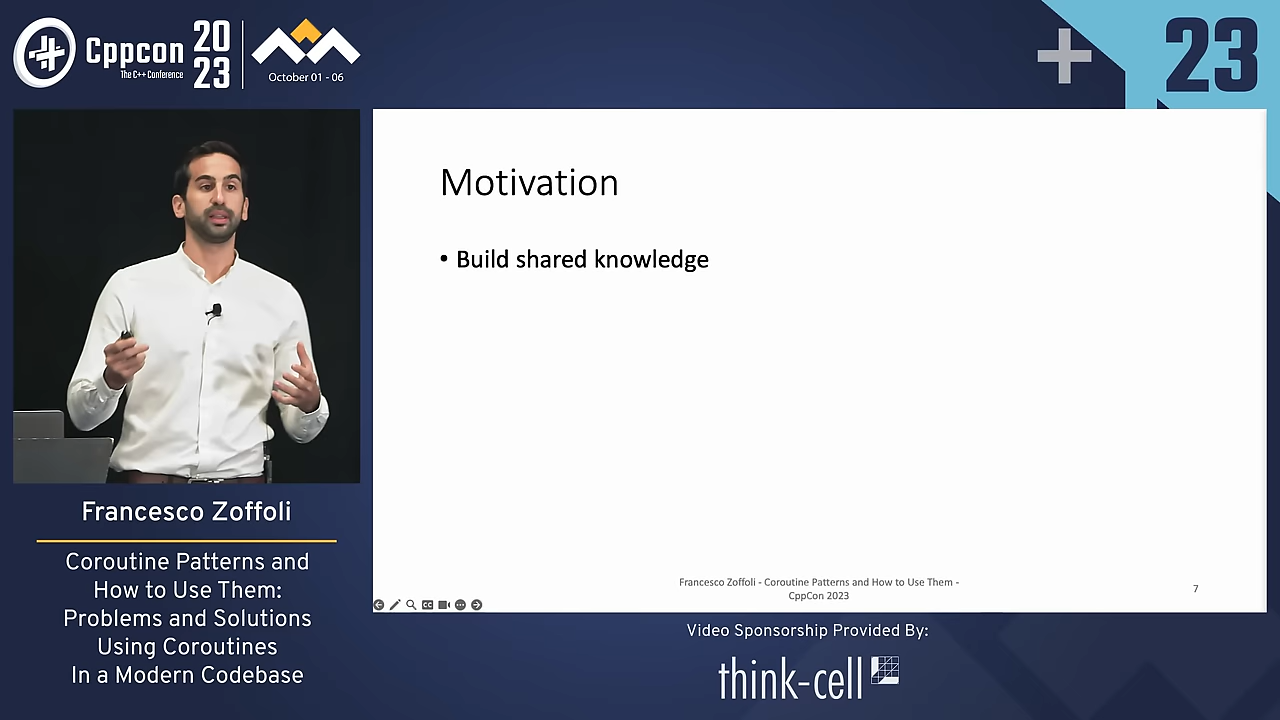 Cppcon
The C++ Conference
20
23
October 01 - 06
23
Motivation
• Build shared knowledge
Francesco Zoffoli - Coroutine Patterns and How to Use Them -
CppCon 2023
7
CC
Francesco Zoffoli
Coroutine Patterns and
How to Use Them:
Problems and Solutions
Using Coroutines
In a Modern Codebase
Video Sponsorship Provided By:
think-cell